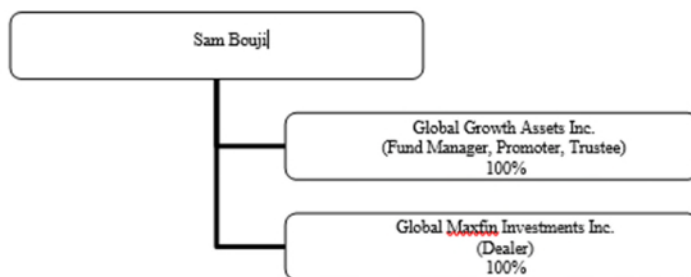 Sam Bouji
Global Growth Assets Inc.
(Fund Manager, Promoter, Trustee)
100%
Global Maxfin Investments Inc.
(Dealer)
100%